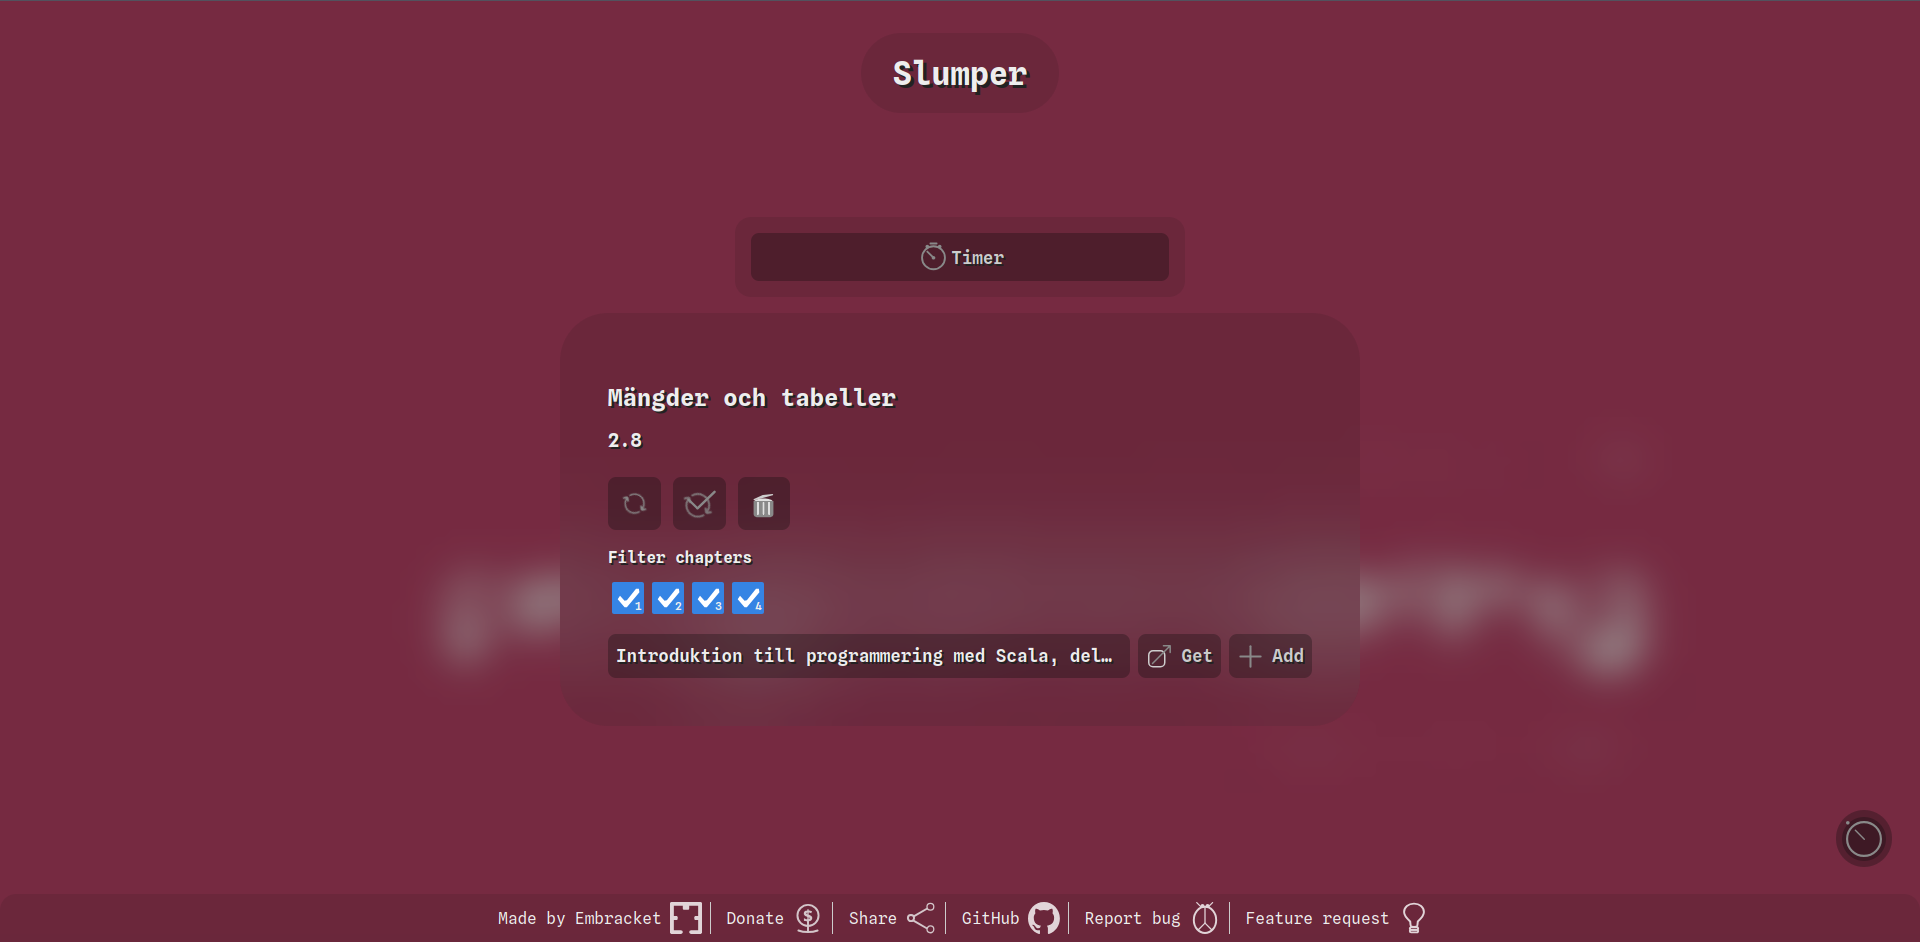 Slumper
Timer
Mängder och tabeller
2.8
Filter chapters
1 2 3 4
Introduktion till programmering med Scala, del… Get Add
Made by Embracket Donate $ Share GitHub Report bug Feature request